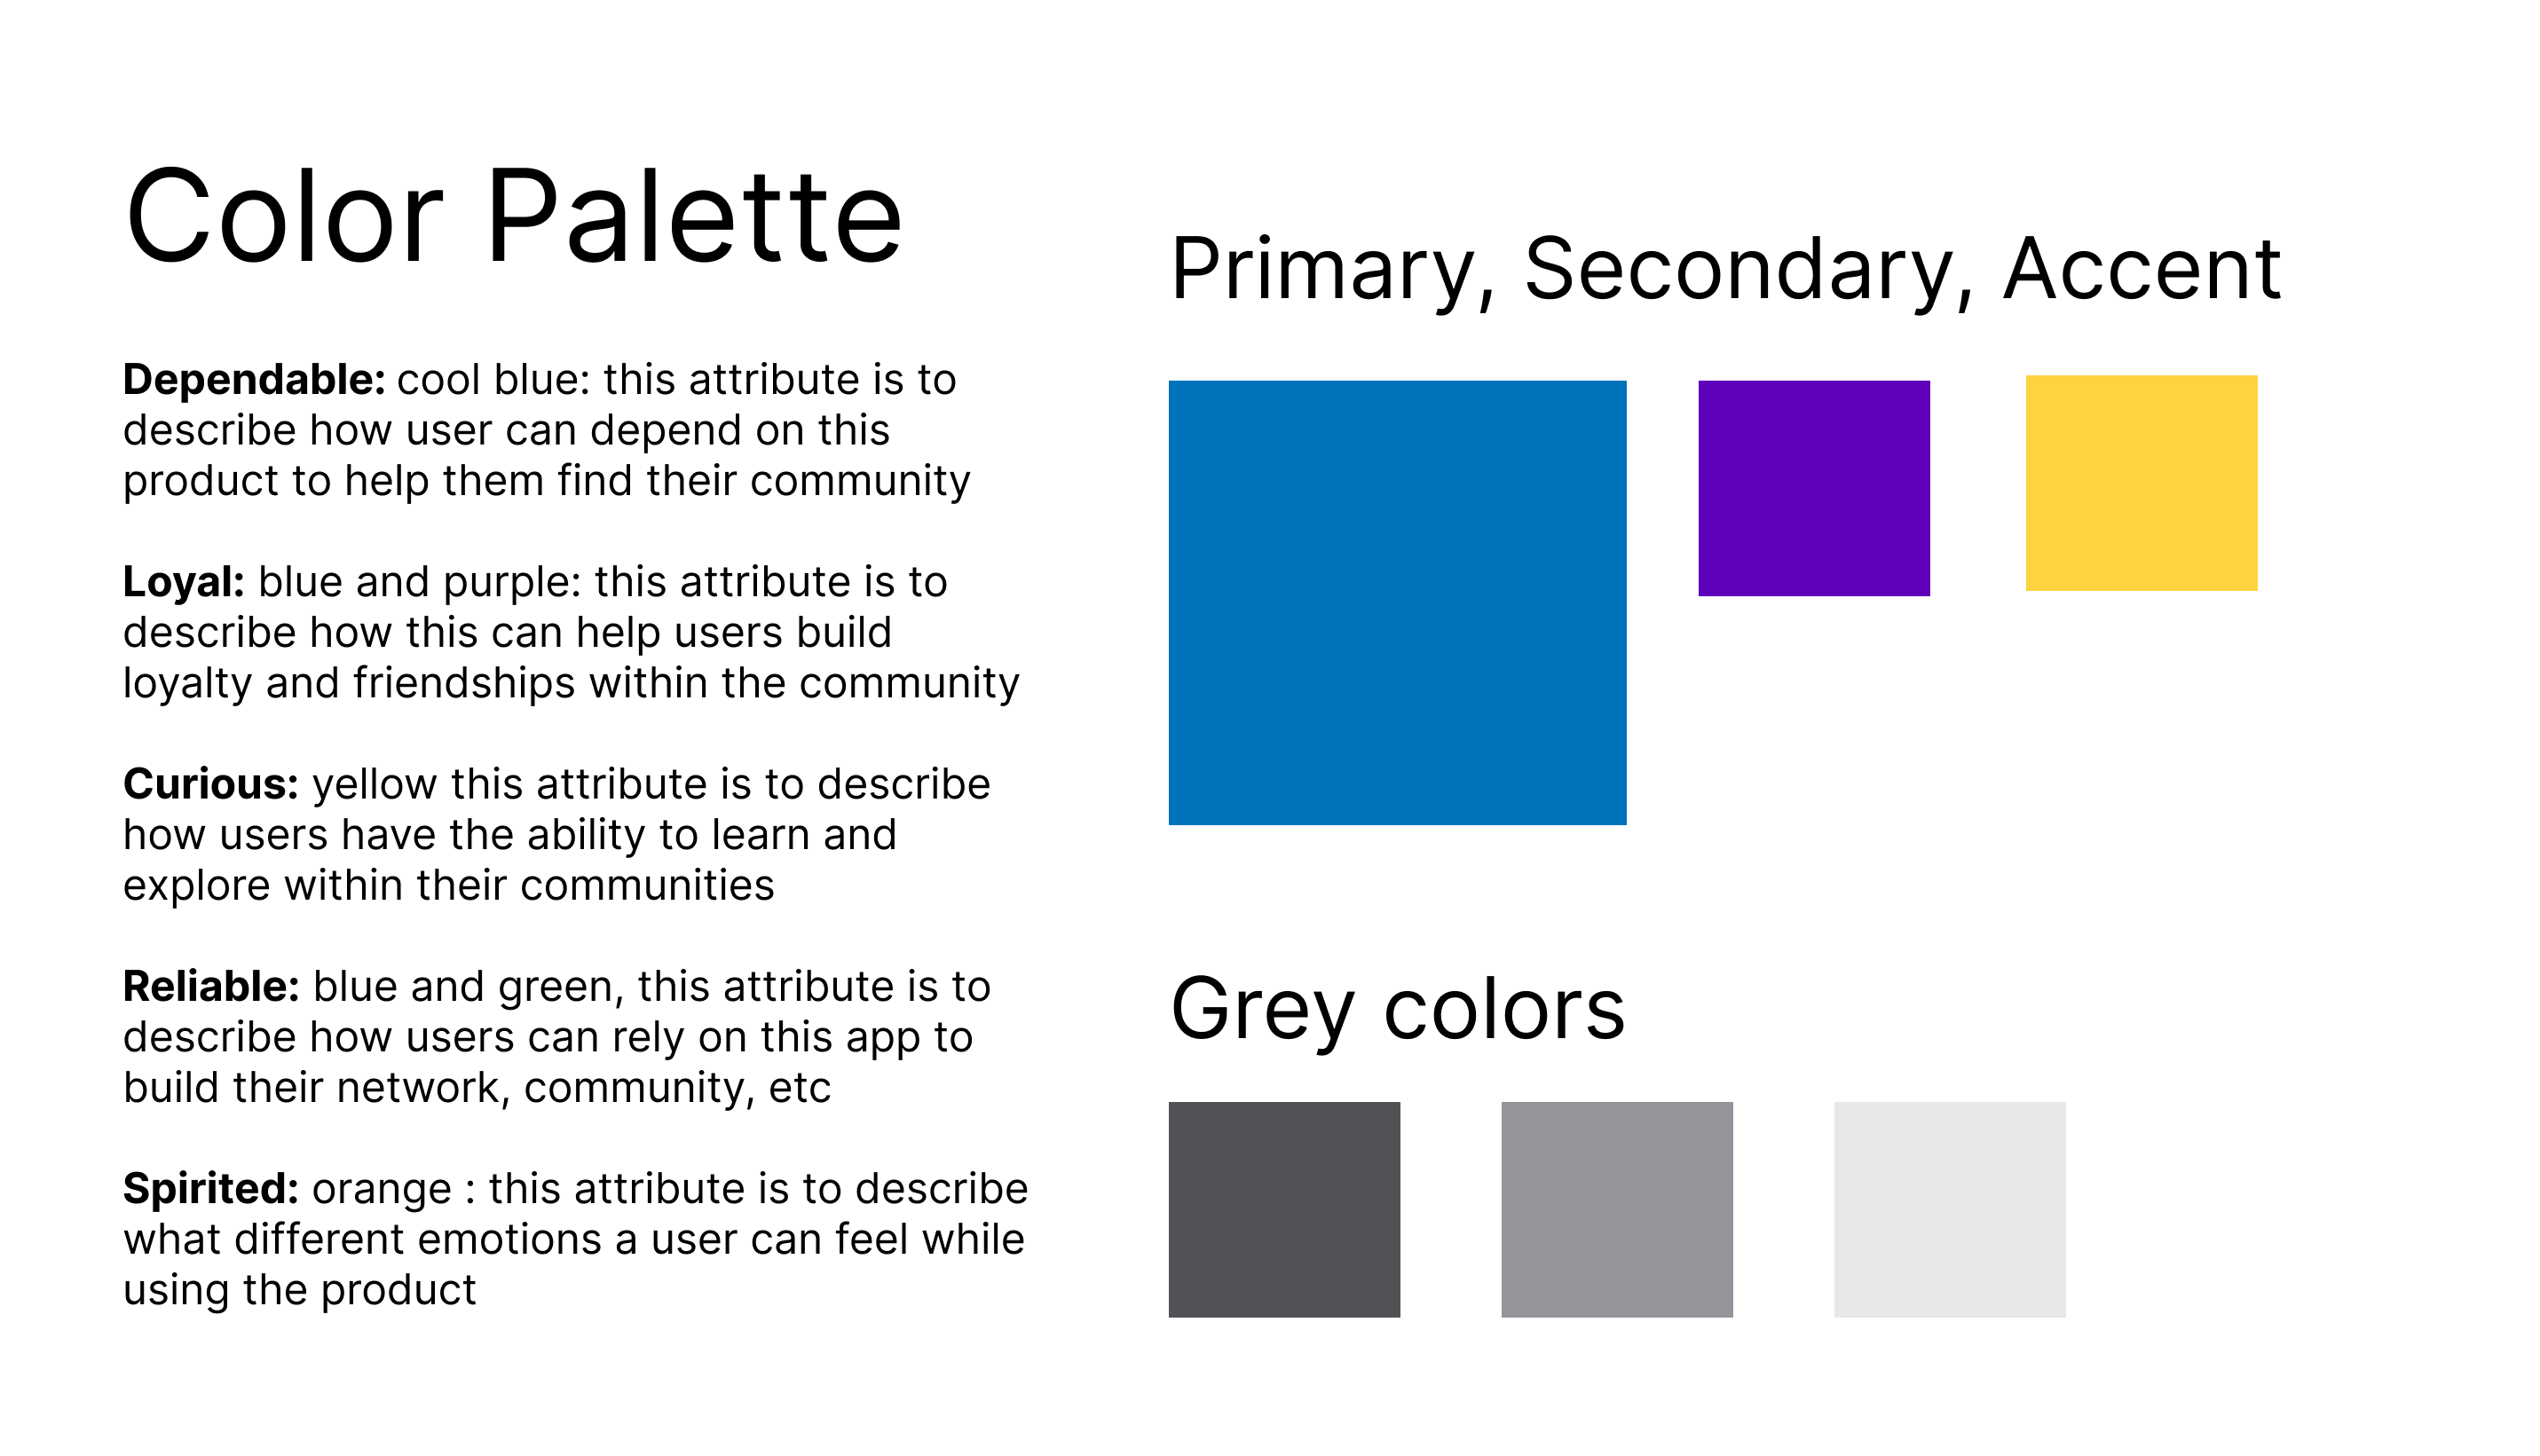 Color Palette
Dependable: cool blue: this attribute is to
describe how user can depend on this
product to help them find their community
Loyal: blue and purple: this attribute is to
describe how this can help users build
loyalty and friendships within the community
Curious: yellow this attribute is to describe
how users have the ability to learn and
explore within their communities
Reliable: blue and green, this attribute is to
describe how users can rely on this app to
build their network, community, etc
Spirited: orange : this attribute is to describe
what different emotions a user can feel while
using the product
Primary, Secondary, Accent
Grey colors